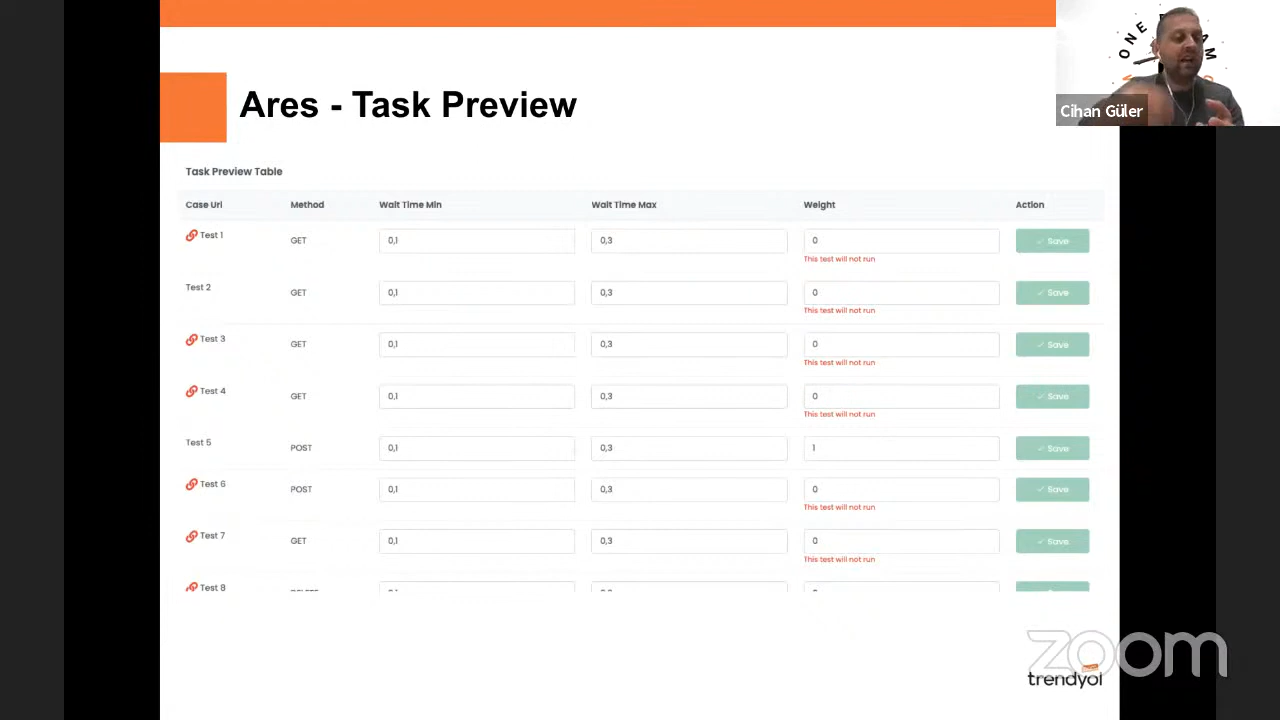 Ares - Task Preview
ONE
Cihan Güler
Task Preview Table
Case Url Method Wait Time Min Wait Time Max Weight Action
Test 1 GET 0,1 0,3 0 Save
This test will not run
Test 2 GET 0,1 0,3 0 Save
This test will not run
Test 3 GET 0,1 0,3 0 Save
This test will not run
Test 4 GET 0,1 0,3 0 Save
This test will not run
Test 5 POST 0,1 0,3 1 Save
Test 6 POST 0,1 0,3 0 Save
This test will not run
Test 7 GET 0,1 0,3 0 Save
This test will not run
Test 8
zoom
trendyol